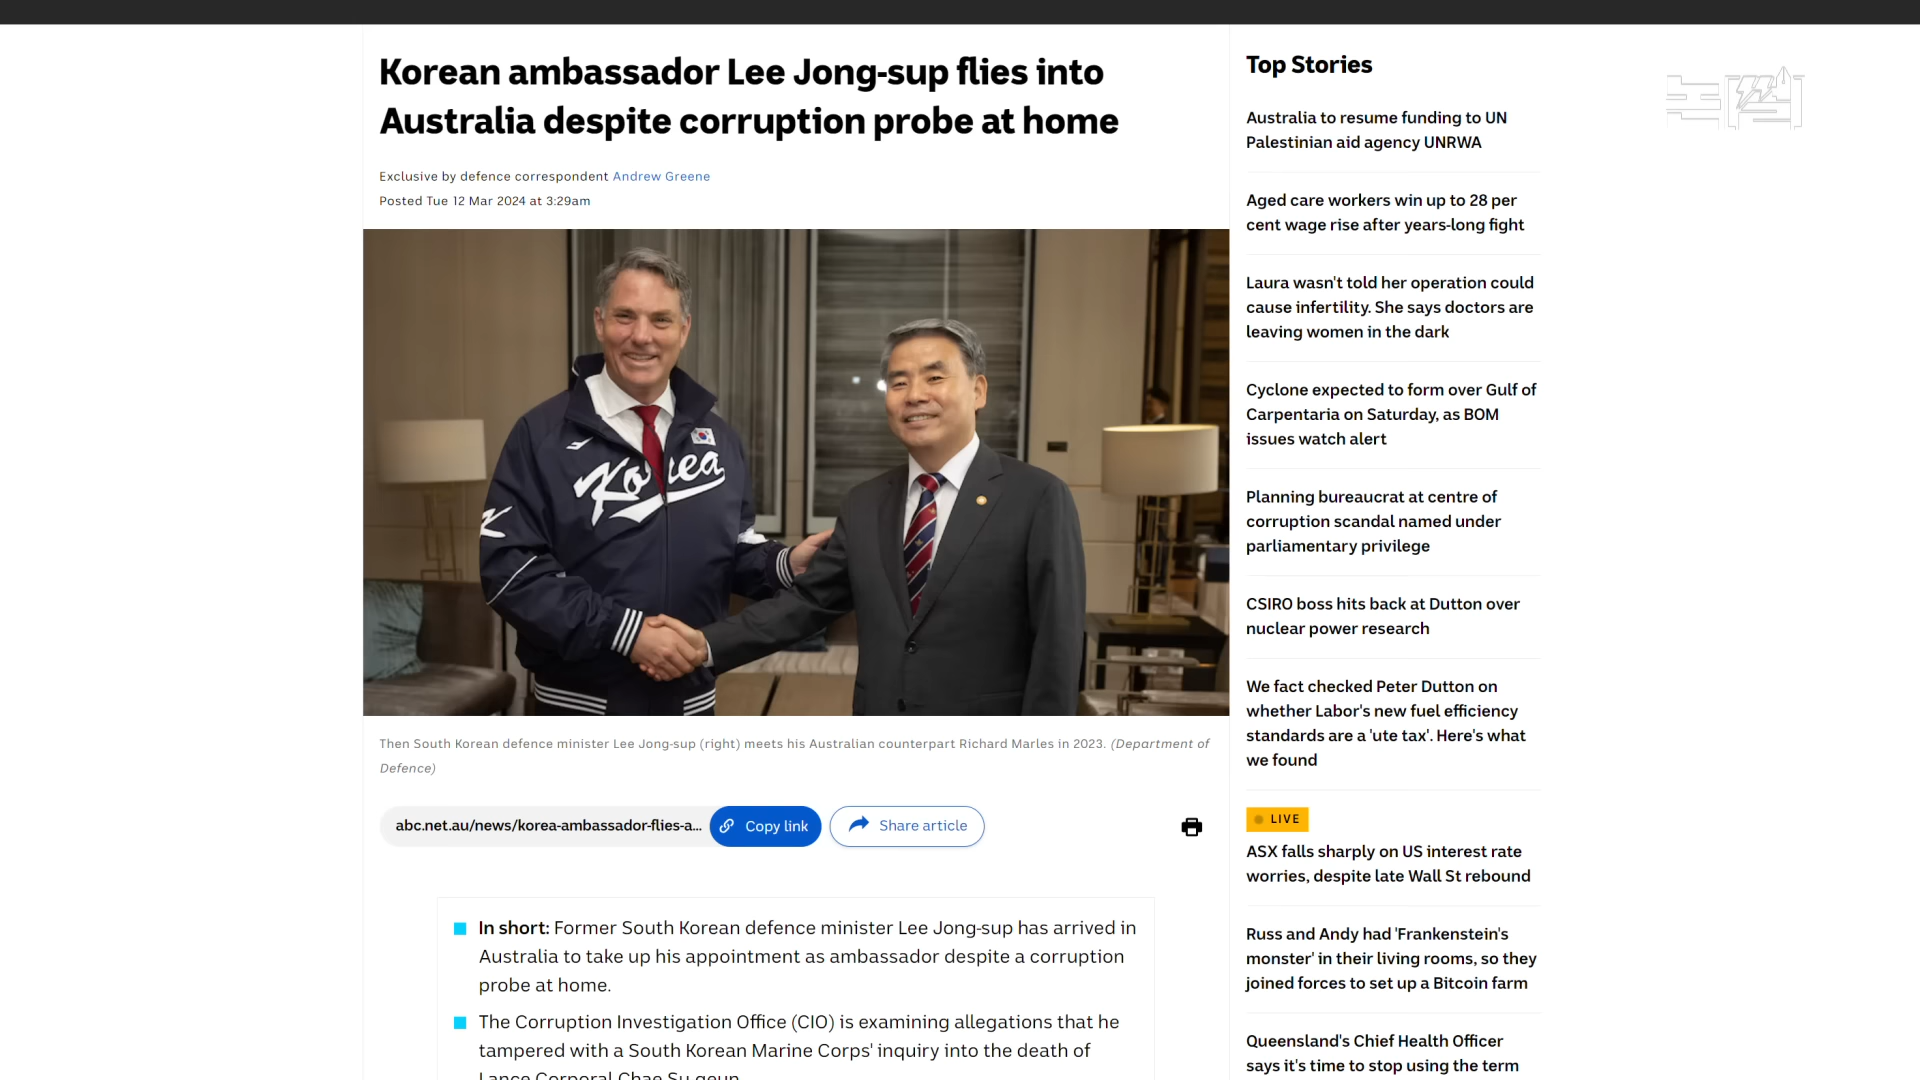 Korean ambassador Lee Jong-sup flies into
Australia despite corruption probe at home
Exclusive by defence correspondent Andrew Greene
Posted Tue 12 Mar 2024 at 3:29am
Korea
K
Then South Korean defence minister Lee Jong-sup (right) meets his Australian counterpart Richard Marles in 2023. (Department of
Defence)
abc.net.au/news/korea-ambassador-flies-a...
Copy link
Share article
In short: Former South Korean defence minister Lee Jong-sup has arrived in
Australia to take up his appointment as ambassador despite a corruption
probe at home.
The Corruption Investigation Office (CIO) is examining allegations that he
tampered with a South Korean Marine Corps' inquiry into the death of
Lance Corporal Chae Su-geun.
Top Stories
Australia to resume funding to UN
Palestinian aid agency UNRWA
Aged care workers win up to 28 per
cent wage rise after years-long fight
Laura wasn't told her operation could
cause infertility. She says doctors are
leaving women in the dark
Cyclone expected to form over Gulf of
Carpentaria on Saturday, as BOM
issues watch alert
Planning bureaucrat at centre of
corruption scandal named under
parliamentary privilege
CSIRO boss hits back at Dutton over
nuclear power research
We fact checked Peter Dutton on
whether Labor's new fuel efficiency
standards are a 'ute tax'. Here's what
we found
LIVE
ASX falls sharply on US interest rate
worries, despite late Wall St rebound
Russ and Andy had 'Frankenstein's
monster' in their living rooms, so they
joined forces to set up a Bitcoin farm
Queensland's Chief Health Officer
says it's time to stop using the term